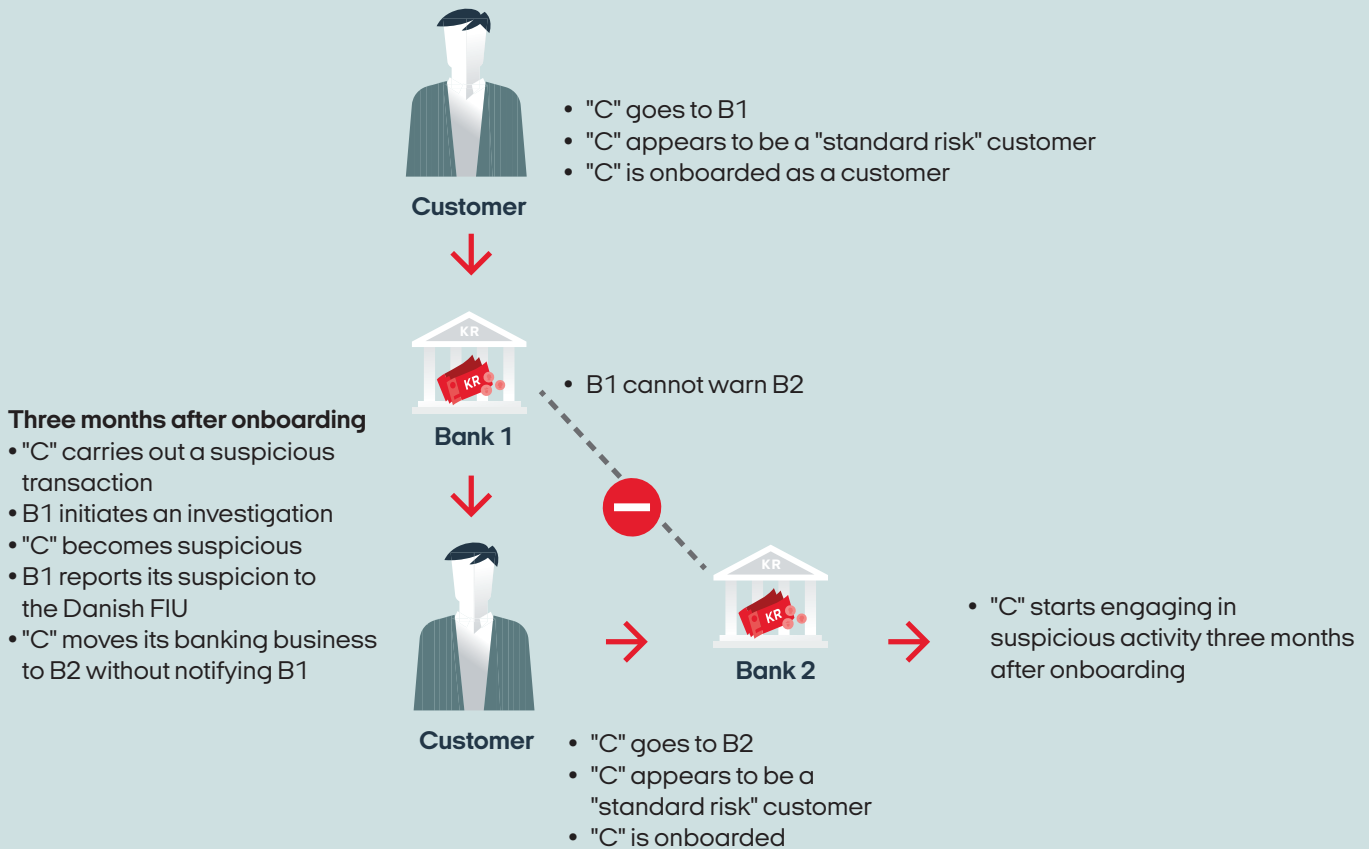 • "C" goes to B1
• "C" appears to be a "standard risk" customer
• "C" is onboarded as a customer
Customer
KR
KR
• B1 cannot warn B2
Bank 1
Three months after onboarding
• "C" carries out a suspicious
transaction
• B1 initiates an investigation
• "C" becomes suspicious
• B1 reports its suspicion to
the Danish FIU
• "C" moves its banking business
to B2 without notifying B1
Customer
KR
KR
Bank 2
• "C" starts engaging in
suspicious activity three months
after onboarding
• "C" goes to B2
• "C" appears to be a
"standard risk" customer
• "C" is onboarded